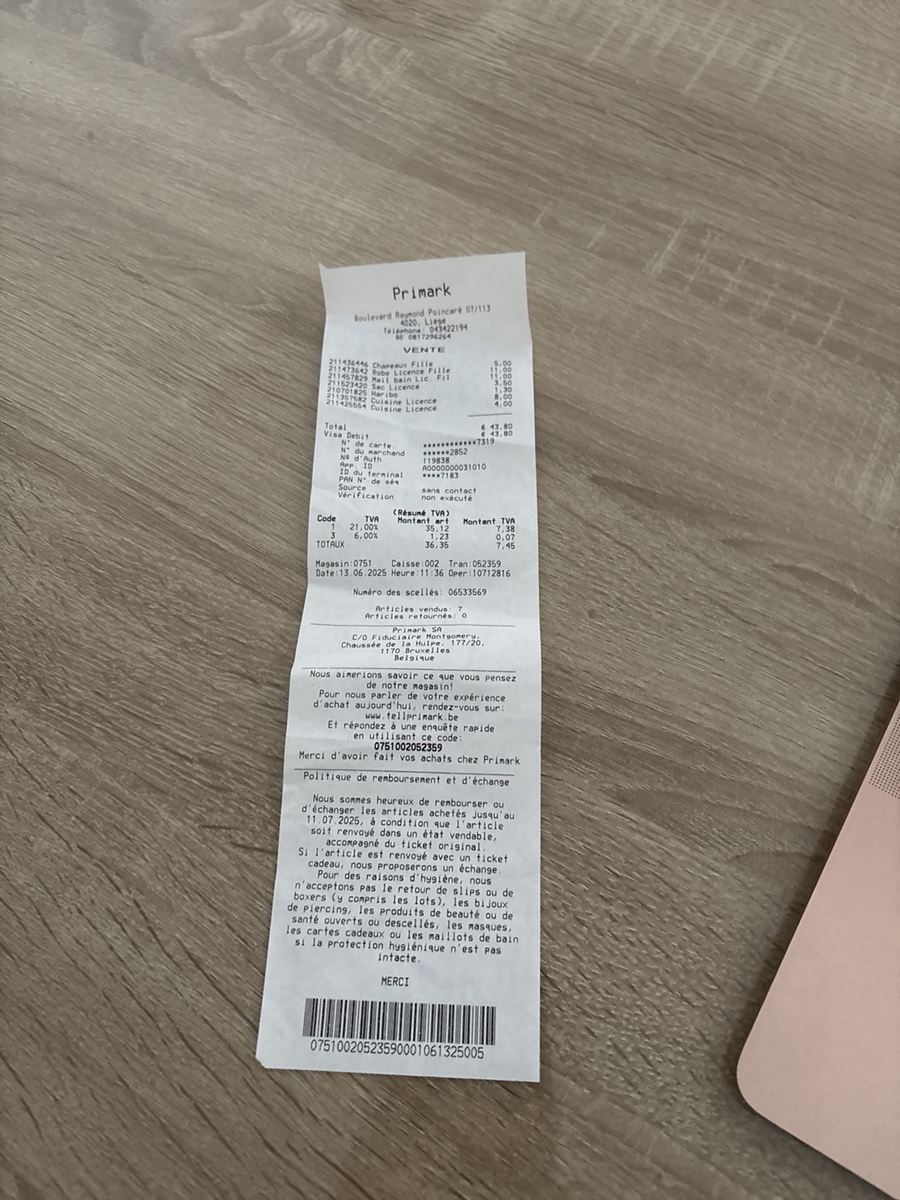 Primark
Boulevard Raymond Poincaré 07/113
4020, Liège
Téléphone: 043422194
BE 0817296264
VENTE
211436446 Chapeaux Fille 5,00
211473642 Robe Licence Fille 11,00
211457829 Mail bain Lic. Fil 11,00
211523420 Sac Licence 3,50
210701825 Haribo 1,30
211357582 Cuisine Licence 8,00
211425554 Cuisine Licence 4,00
Total € 43,80
Visa Debit € 43,80
N° de carte. ************7319
N° du marchand ******2852
Nº d'Auth 119838
App. ID A0000000031010
ID du terminal ****7183
PAN N° de séq
Source sans contact
Vérification non exécuté
(Résumé TVA)
Code TVA Montant art Montant TVA
1 21,00% 35,12 7,38
3 6,00% 1,23 0,07
TOTAUX 36,35 7,45
Magasin:0751 Caisse:002 Tran:052359
Date:13.06.2025 Heure:11:36 Oper:10712816
Numéro des scellés: 06533569
Articles vendus: 7
Articles retournés: 0
Primark SA
C/O Fiduciaire Montgomery,
Chaussée de la Hulpe, 177/20,
1170 Bruxelles
Belgique
Nous aimerions savoir ce que vous pensez
de notre magasin!
Pour nous parler de votre expérience
d'achat aujourd'hui, rendez-vous sur:
www.tellprimark.be
Et répondez à une enquête rapide
en utilisant ce code:
0751002052359
Merci d'avoir fait vos achats chez Primark
Politique de remboursement et d'échange
Nous sommes heureux de rembourser ou
d'échanger les articles achetés jusqu'au
11.07.2025, à condition que l'article
soit renvoyé dans un état vendable,
accompagné du ticket original.
Si l'article est renvoyé avec un ticket
cadeau, nous proposerons un échange.
Pour des raisons d'hygiène, nous
n'acceptons pas le retour de slips ou de
boxers (y compris les lots), les bijoux
de piercing, les produits de beauté ou de
santé ouverts ou descellés, les masques,
les cartes cadeaux ou les maillots de bain
si la protection hygiénique n'est pas
intacte.
MERCI
07510020523590001061325005